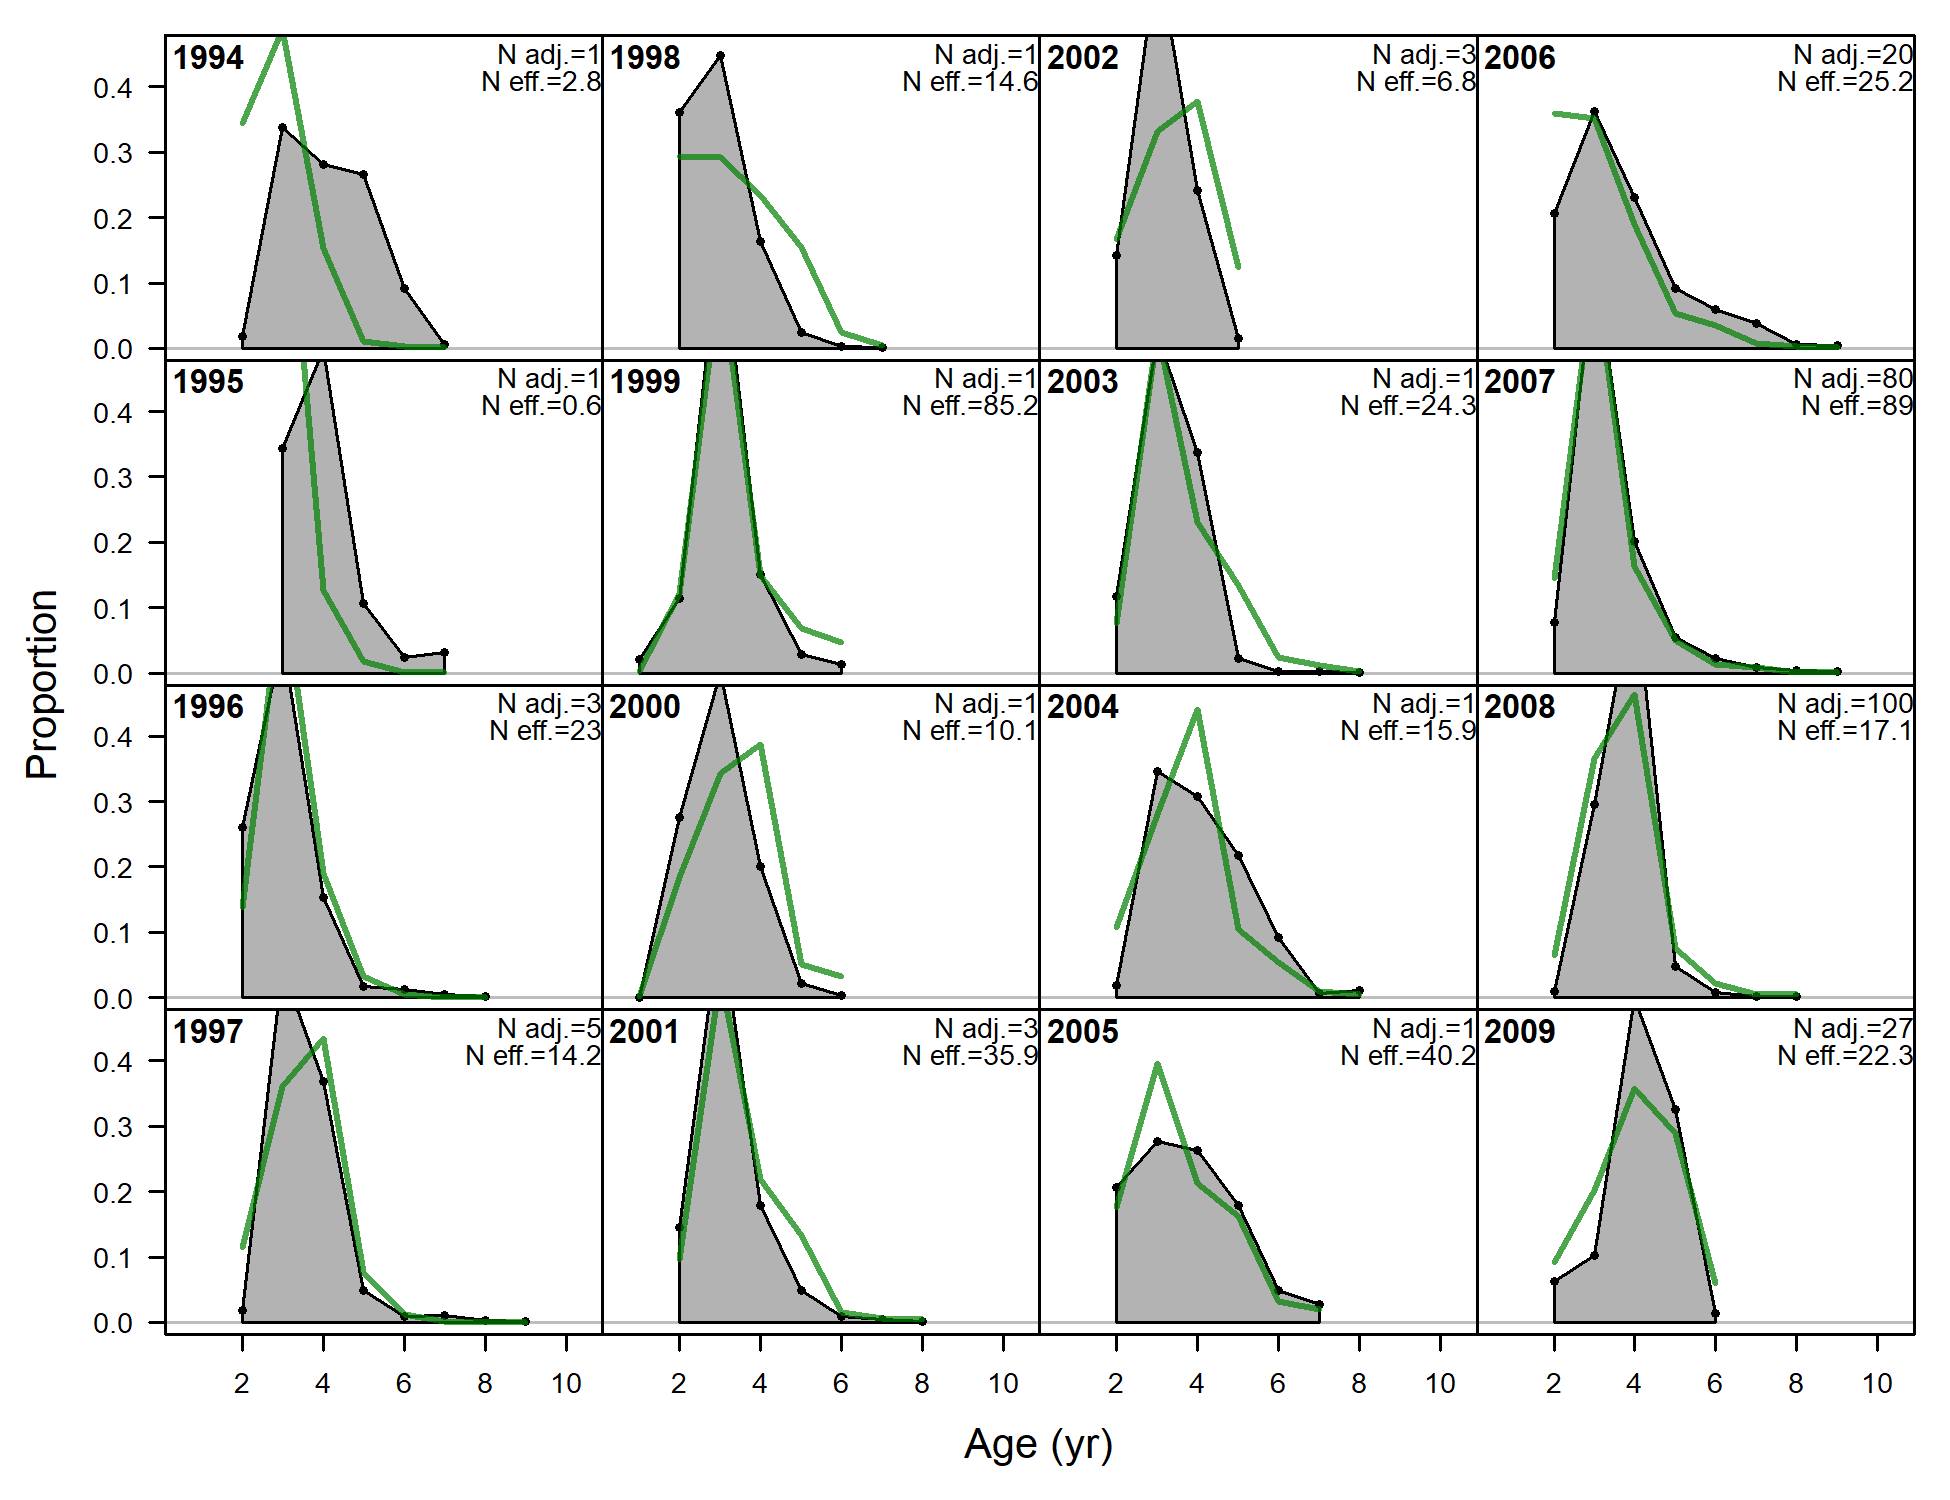 1994
N adj.=1
N eff.=2.8
1998
N adj.=1
N eff.=14.6
2002
N adj.=3
N eff.=6.8
2006
N adj.=20
N eff.=25.2
0.4
0.3
0.2
0.1
0.0
1995
N adj.=1
N eff.=0.6
1999
N adj.=1
N eff.=85.2
2003
N adj.=1
N eff.=24.3
2007
N adj.=80
N eff.=89
0.4
0.3
0.2
0.1
0.0
1996
N adj.=3
N eff.=23
2000
N adj.=1
N eff.=10.1
2004
N adj.=1
N eff.=15.9
2008
N adj.=100
N eff.=17.1
0.4
0.3
0.2
0.1
0.0
1997
N adj.=5
N eff.=14.2
2001
N adj.=3
N eff.=35.9
2005
N adj.=1
N eff.=40.2
2009
N adj.=27
N eff.=22.3
0.4
0.3
0.2
0.1
0.0
2 4 6 8 10 2 4 6 8 10 2 4 6 8 10 2 4 6 8 10
Age (yr)
Proportion